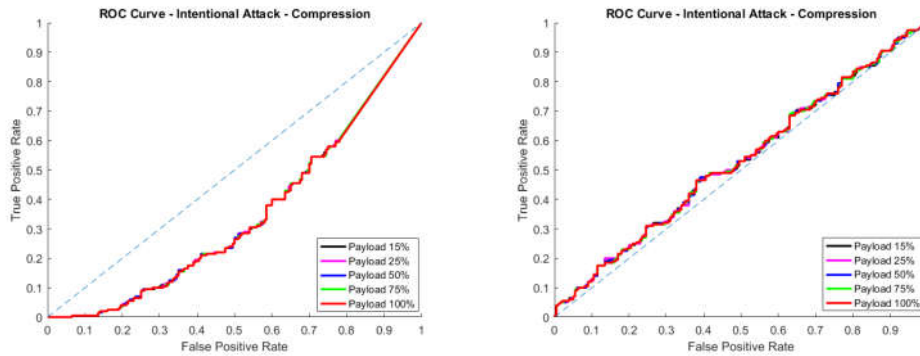 ROC Curve - Intentional Attack - Compression
1
0.9
0.8
0.7
0.6
0.5
0.4
0.3
0.2
0.1
0
True Positive Rate
Payload 15%
Payload 25%
Payload 50%
Payload 75%
Payload 100%
0 0.1 0.2 0.3 0.4 0.5 0.6 0.7 0.8 0.9 1
False Positive Rate
ROC Curve - Intentional Attack - Compression
1
0.9
0.8
0.7
0.6
0.5
0.4
0.3
0.2
0.1
0
True Positive Rate
Payload 15%
Payload 25%
Payload 50%
Payload 75%
Payload 100%
0 0.1 0.2 0.3 0.4 0.5 0.6 0.7 0.8 0.9
False Positive Rate